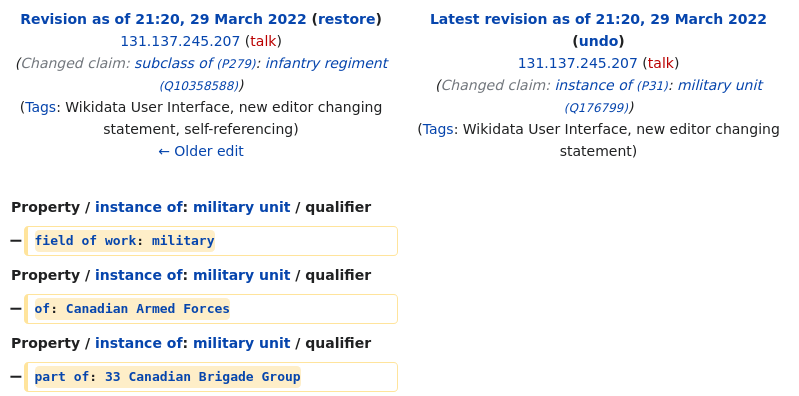 Revision as of 21:20, 29 March 2022 (restore)
131.137.245.207 (talk)
(Changed claim: subclass of (P279): infantry regiment
(Q10358588))
(Tags: Wikidata User Interface, new editor changing
statement, self-referencing)
← Older edit
Latest revision as of 21:20, 29 March 2022
(undo)
131.137.245.207 (talk)
(Changed claim: instance of (P31): military unit
(Q176799))
(Tags: Wikidata User Interface, new editor changing
statement)
Property / instance of: military unit / qualifier
− field of work: military
Property / instance of: military unit / qualifier
− of: Canadian Armed Forces
Property / instance of: military unit / qualifier
− part of: 33 Canadian Brigade Group